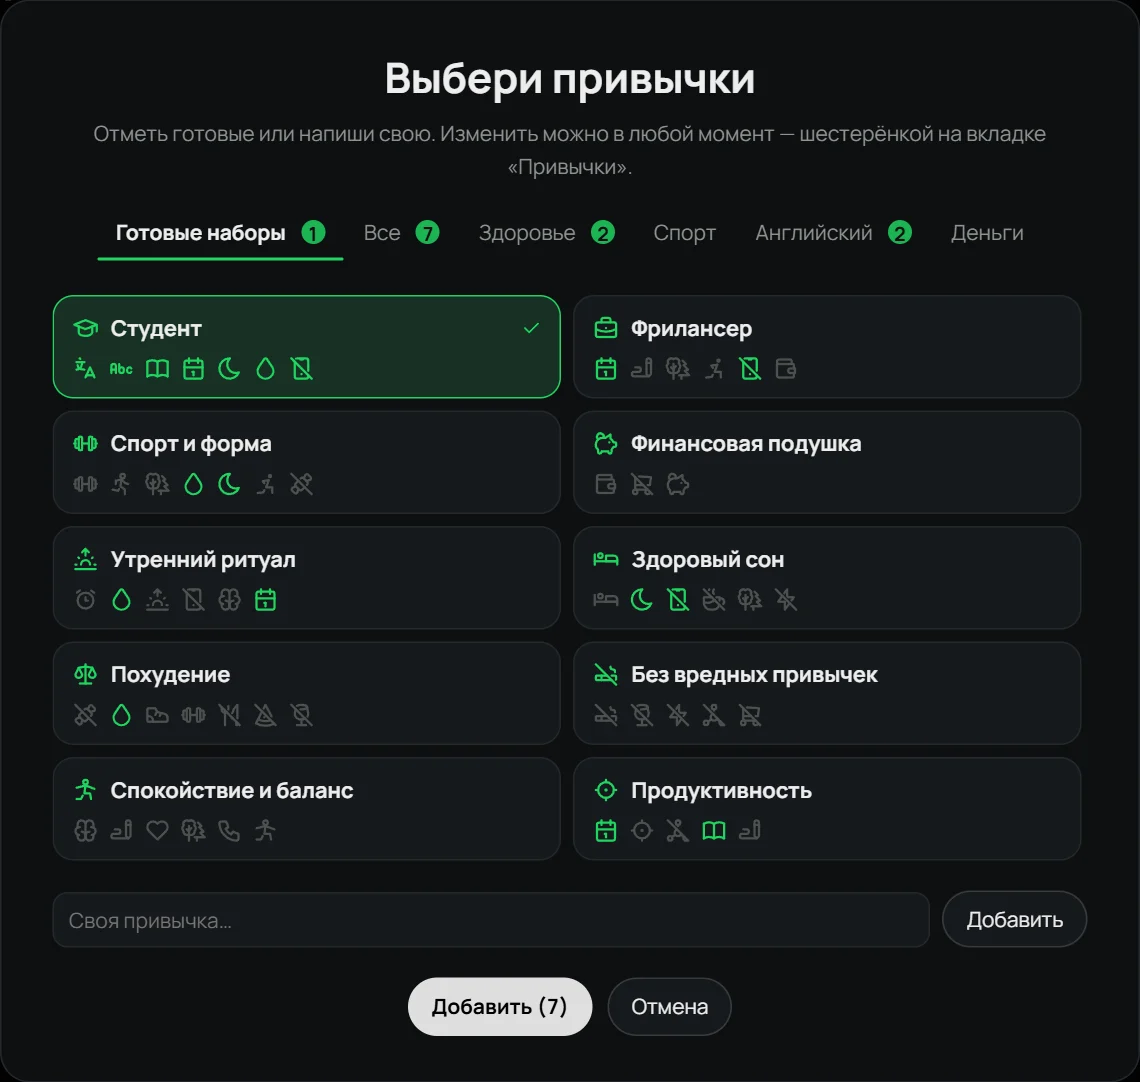 Выбери привычки
Отметь готовые или напиши свою. Изменить можно в любой момент — шестерёнкой на вкладке
«Привычки».
Готовые наборы 1 Все 7 Здоровье 2 Спорт Английский 2 Деньги
Студент
Abc
Фрилансер
Спорт и форма
Финансовая подушка
Утренний ритуал
Здоровый сон
Похудение
Без вредных привычек
Спокойствие и баланс
Продуктивность
Своя привычка...
Добавить
Добавить (7)
Отмена